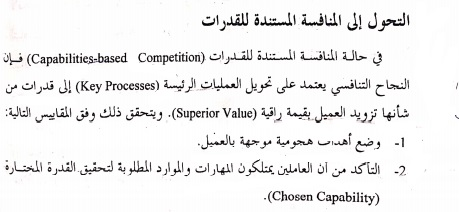 التحول إلى المنافسة المستندة للقدرات
في حالة المنافسة المستندة للقدرات (Capabilities-based Competition) فإن
النجاح التنافسي يعتمد على تحويل العمليات الرئيسة (Key Processes) إلى قدرات من
شأنها تزويد العميل بقيمة راقية (Superior Value). ويتحقق ذلك وفق المقاييس التالية:
1- وضع أهداف هجومية موجهة بالعميل.
2- التأكد من أن العاملين يمتلكون المهارات والموارد المطلوبة لتحقيق القدرة المختارة
(Chosen Capability).